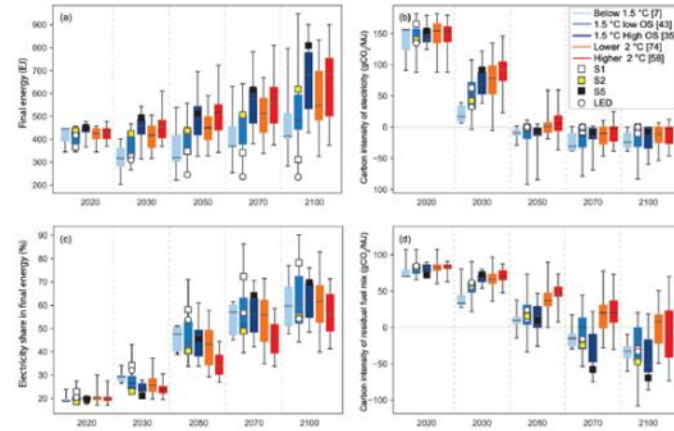 (a)
Final energy (EJ)
900
800
700
600
500
400
300
200
2020 2030 2050 2070 2100
(b)
Carbon intensity of electricity (gCO₂/MJ)
150
100
50
0
−50
100
2020 2030 2050 2070 2100
Below 1.5 °C [7]
1.5 °C low OS [43]
1.5 °C High OS [35
Lower 2 °C [74]
Higher 2 °C [58]
S1
S2
S5
LED
(c)
Electricity share in final energy (%)
90
80
70
60
50
40
30
20
2020 2030 2050 2070 2100
(d)
Carbon intensity of residual fuel mix (gCO₂/MJ)
100
50
0
−50
−100
2020 2030 2050 2070 2100